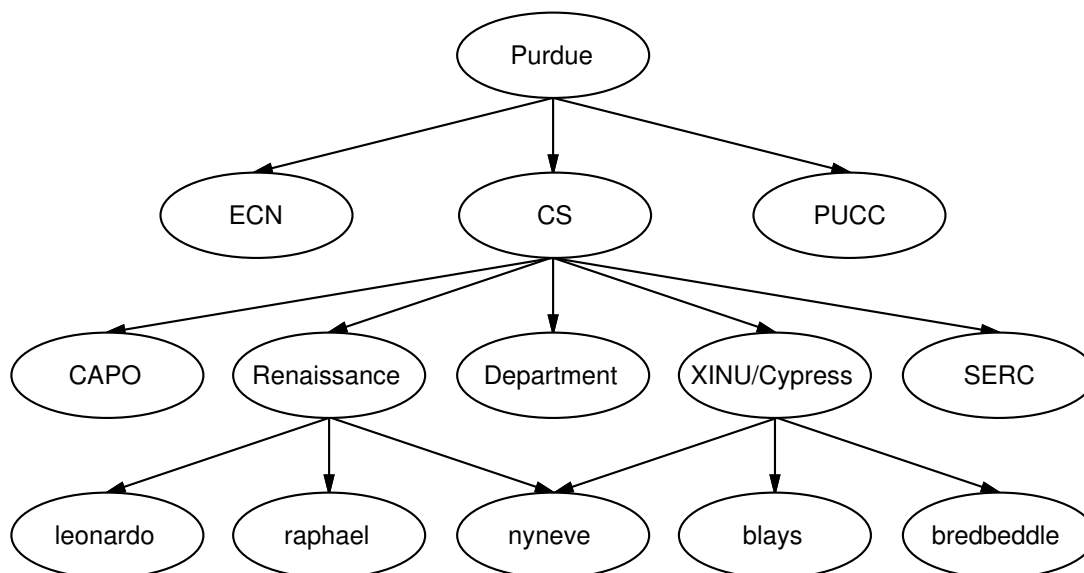 Purdue
ECN
CS
PUCC
CAPO
Renaissance
Department
XINU/Cypress
SERC
leonardo
raphael
nyneve
blays
bredbeddle